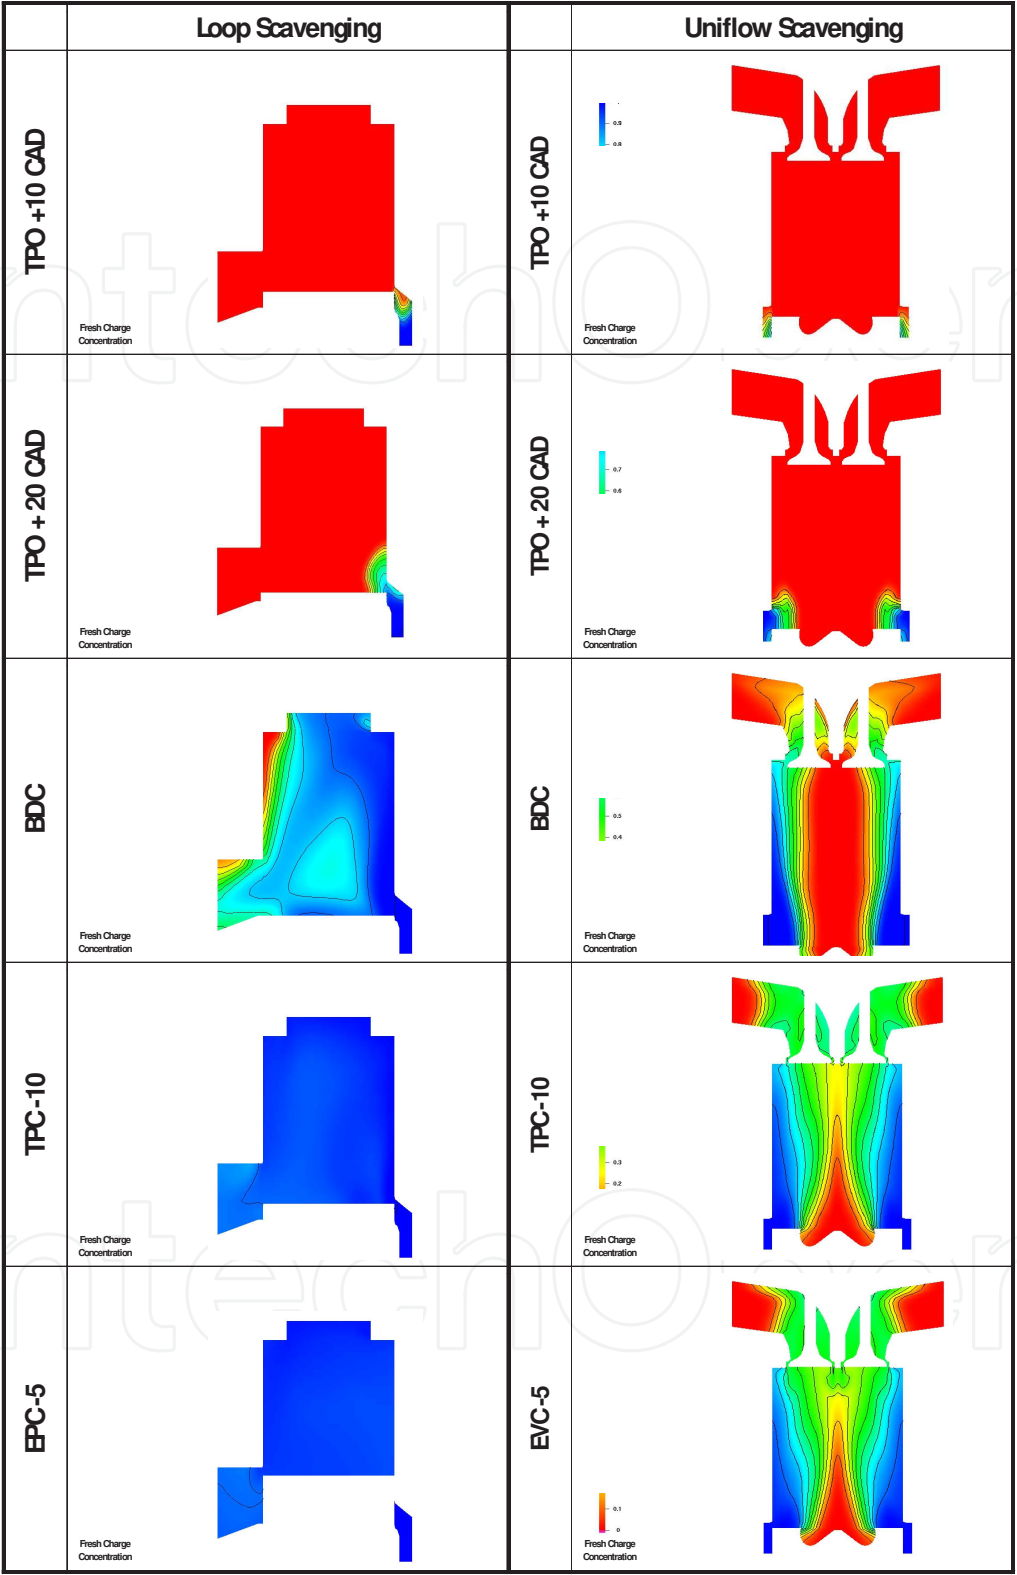 Loop Scavenging
Uniflow Scavenging
TPO +10 CAD
Fresh Charge
Concentration
TPO +10 CAD
0.9
0.8
Fresh Charge
Concentration
TPO + 20 CAD
Fresh Charge
Concentration
TPO + 20 CAD
0.7
0.6
Fresh Charge
Concentration
BDC
Fresh Charge
Concentration
BDC
0.5
0.4
Fresh Charge
Concentration
TPC-10
Fresh Charge
Concentration
TPC-10
0.3
0.2
Fresh Charge
Concentration
EPC-5
Fresh Charge
Concentration
EVC-5
0.1
0
Fresh Charge
Concentration